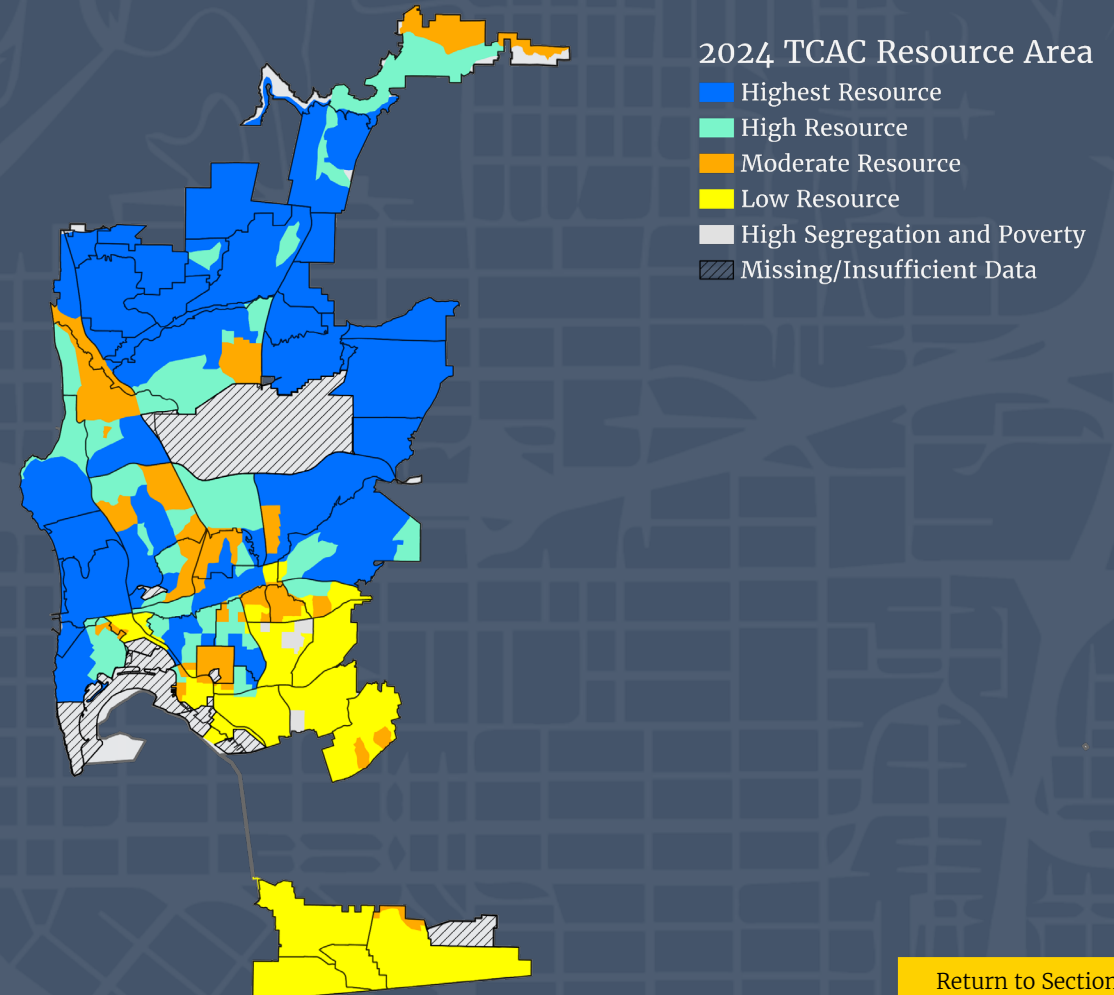 2024 TCAC Resource Area
Highest Resource
High Resource
Moderate Resource
Low Resource
High Segregation and Poverty
Missing/Insufficient Data
Return to Section